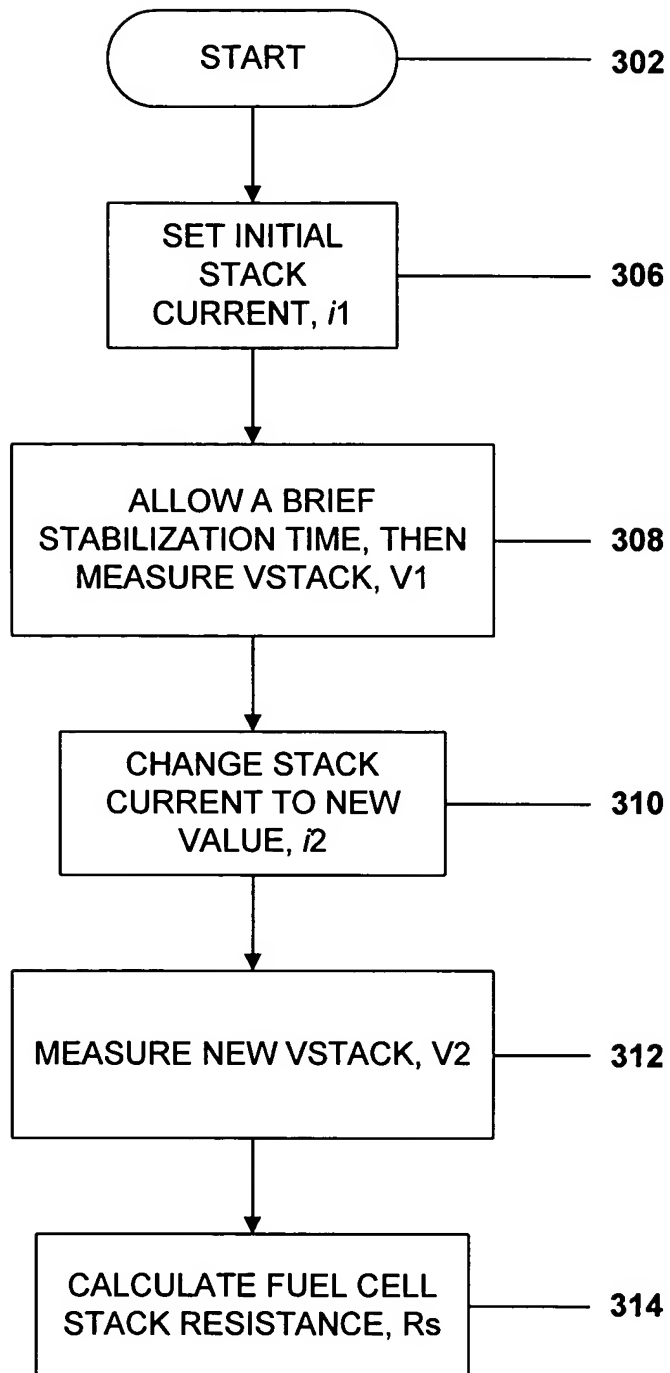 START
302
SET INITIAL
STACK
CURRENT, i1
306
ALLOW A BRIEF
STABILIZATION TIME, THEN
MEASURE VSTACK, V1
308
CHANGE STACK
CURRENT TO NEW
VALUE, i2
310
MEASURE NEW VSTACK, V2
312
CALCULATE FUEL CELL
STACK RESISTANCE, Rs
314